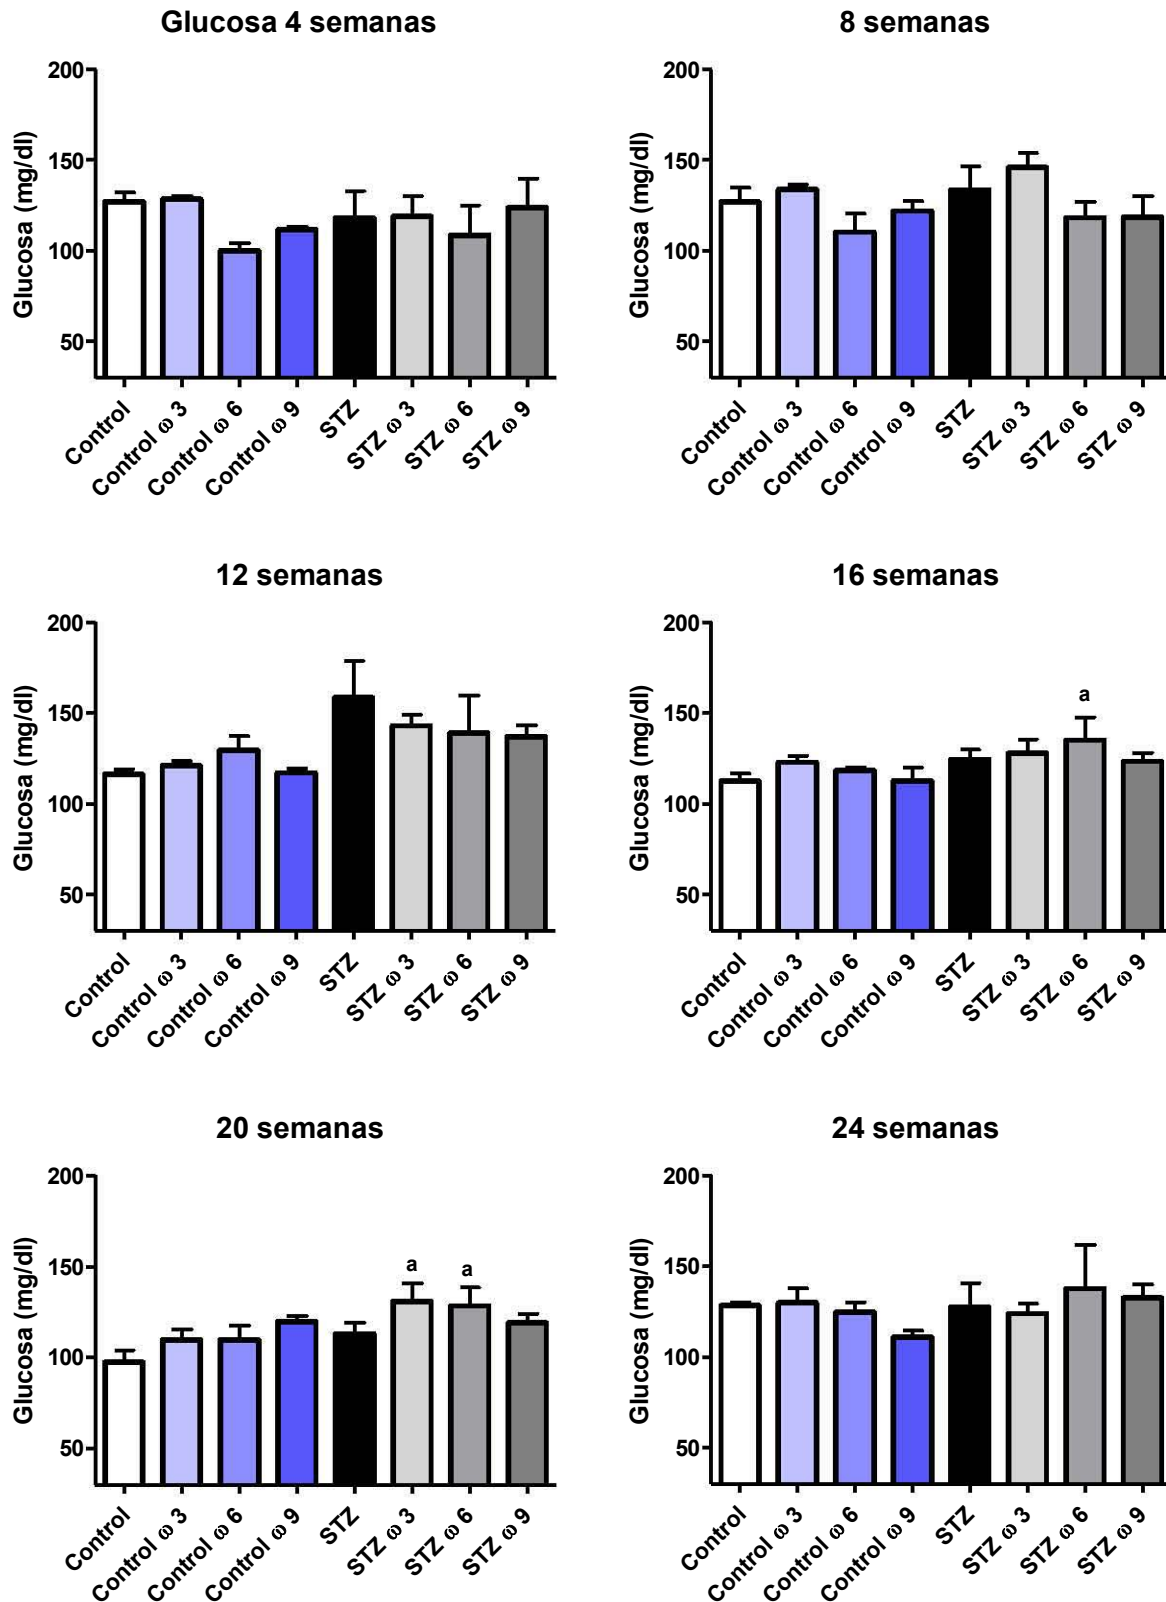 Glucosa 4 semanas
200
150
100
50
Glucosa (mg/dl)
Control
Control ω 3
Control ω 6
Control ω 9
STZ
STZ ω 3
STZ ω 6
STZ ω 9
8 semanas
200
150
100
50
Glucosa (mg/dl)
Control
Control ω 3
Control ω 6
Control ω 9
STZ
STZ ω 3
STZ ω 6
STZ ω 9
12 semanas
200
150
100
50
Glucosa (mg/dl)
Control
Control ω 3
Control ω 6
Control ω 9
STZ
STZ ω 3
STZ ω 6
STZ ω 9
16 semanas
200
150
100
50
Glucosa (mg/dl)
a
Control
Control ω 3
Control ω 6
Control ω 9
STZ
STZ ω 3
STZ ω 6
STZ ω 9
20 semanas
200
150
100
50
Glucosa (mg/dl)
a
a
Control
Control ω 3
Control ω 6
Control ω 9
STZ
STZ ω 3
STZ ω 6
STZ ω 9
24 semanas
200
150
100
50
Glucosa (mg/dl)
Control
Control ω 3
Control ω 6
Control ω 9
STZ
STZ ω 3
STZ ω 6
STZ ω 9